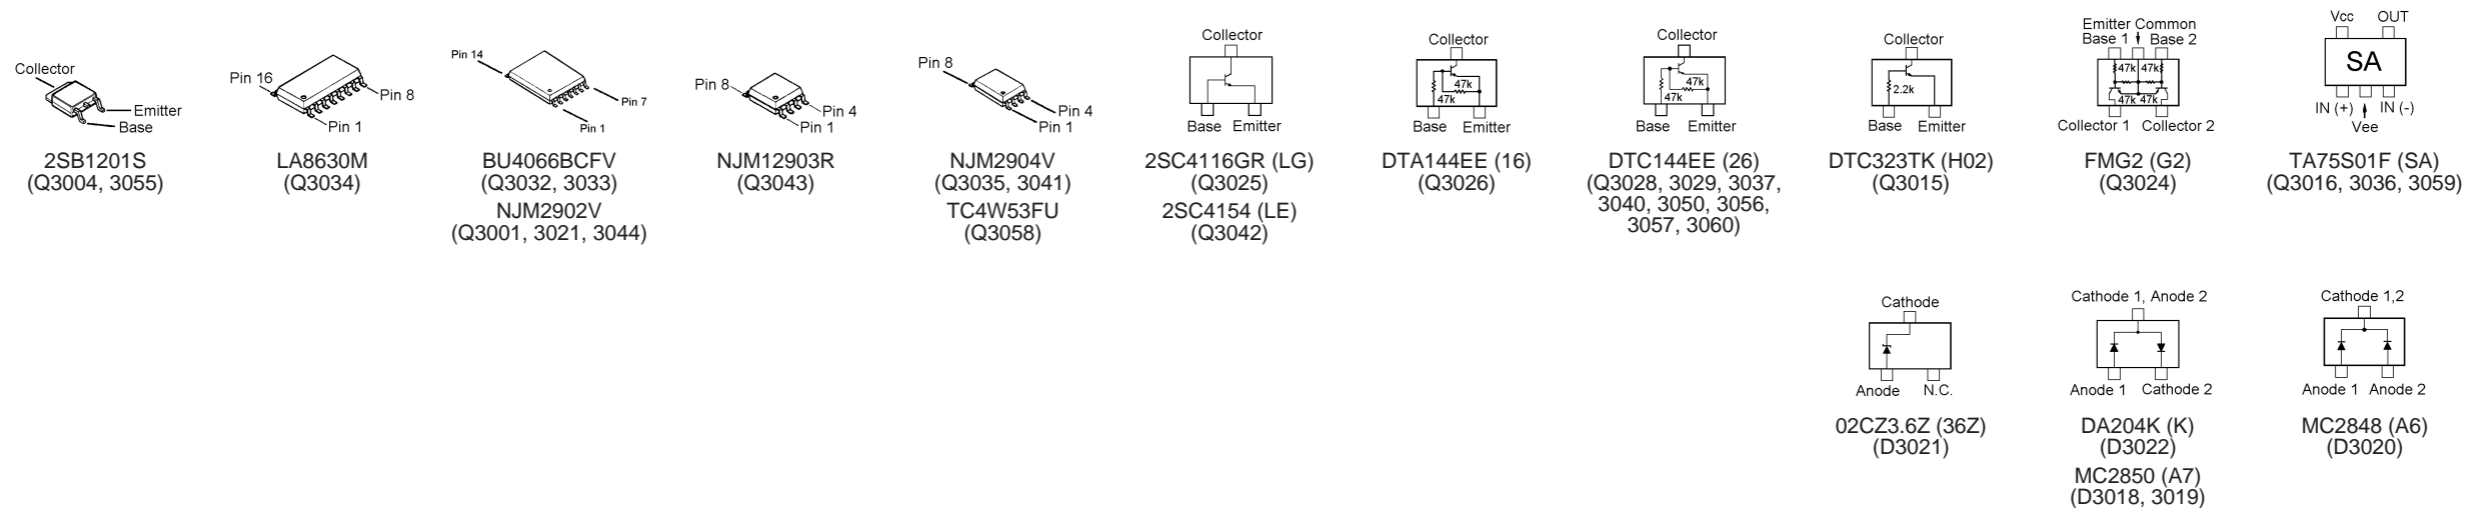 Collector
Emitter
Base
2SB1201S
(Q3004, 3055)
Pin 16
Pin 8
Pin 1
LA8630M
(Q3034)
Pin 14
Pin 7
Pin 1
BU4066BCFV
(Q3032, 3033)
NJM2902V
(Q3001, 3021, 3044)
Pin 8
Pin 4
Pin 1
NJM12903R
(Q3043)
Pin 8
Pin 4
Pin 1
NJM2904V
(Q3035, 3041)
TC4W53FU
(Q3058)
Collector
Base Emitter
2SC4116GR (LG)
(Q3025)
2SC4154 (LE)
(Q3042)
Collector
47k
47k
Base Emitter
DTA144EE (16)
(Q3026)
Collector
47k
47k
Base Emitter
DTC144EE (26)
(Q3028, 3029, 3037,
3040, 3050, 3056,
3057, 3060)
Collector
2.2k
Base Emitter
DTC323TK (H02)
(Q3015)
Emitter Common
Base 1 Base 2
47k 47k
47k 47k
Collector 1 Collector 2
FMG2 (G2)
(Q3024)
Vcc OUT
SA
IN (+) IN (-)
Vee
TA75S01F (SA)
(Q3016, 3036, 3059)
Cathode
Anode N.C.
02CZ3.6Z (36Z)
(D3021)
Cathode 1, Anode 2
Anode 1 Cathode 2
DA204K (K)
(D3022)
MC2850 (A7)
(D3018, 3019)
Cathode 1,2
Anode 1 Anode 2
MC2848 (A6)
(D3020)